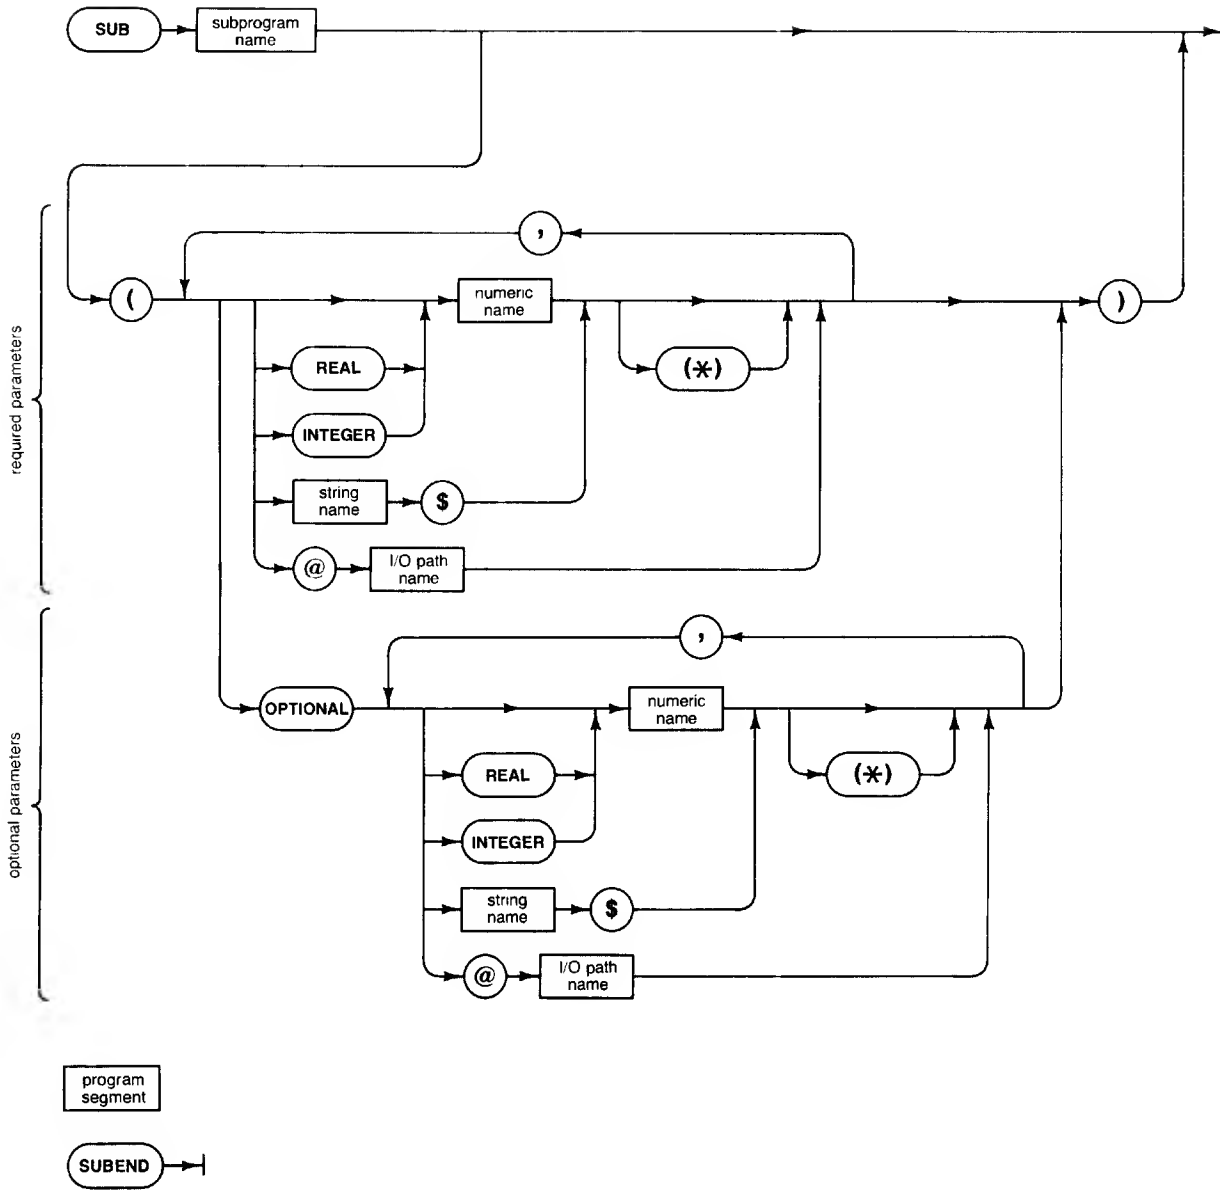 SUB
subprogram
name
,
(
numeric
name
)
REAL
(*)
INTEGER
string
name
$
@
I/O path
name
required parameters
,
OPTIONAL
numeric
name
REAL
(*)
INTEGER
string
name
$
@
I/O path
name
optional parameters
program
segment
SUBEND